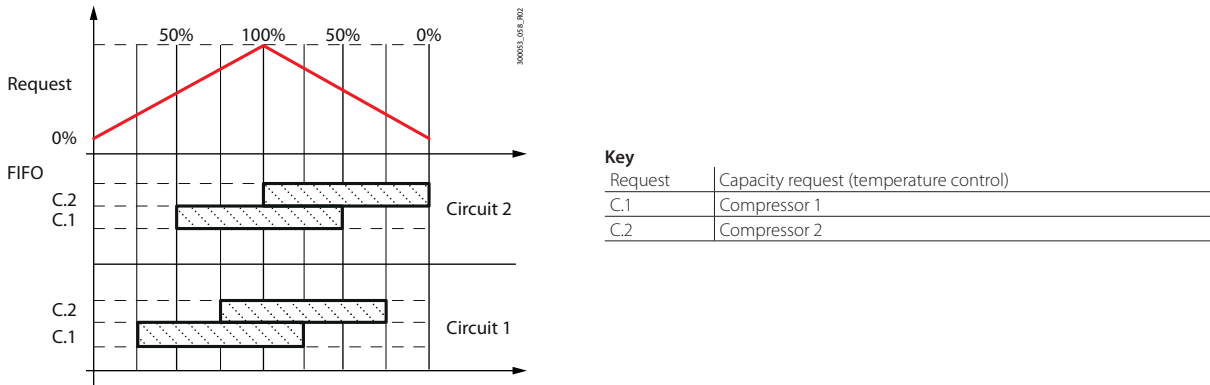 50% 100% 50% 0%
300053_058_R02
Request
0%
FIFO
C.2
C.1
Circuit 2
C.2
C.1
Circuit 1
Key
Request Capacity request (temperature control)
C.1 Compressor 1
C.2 Compressor 2